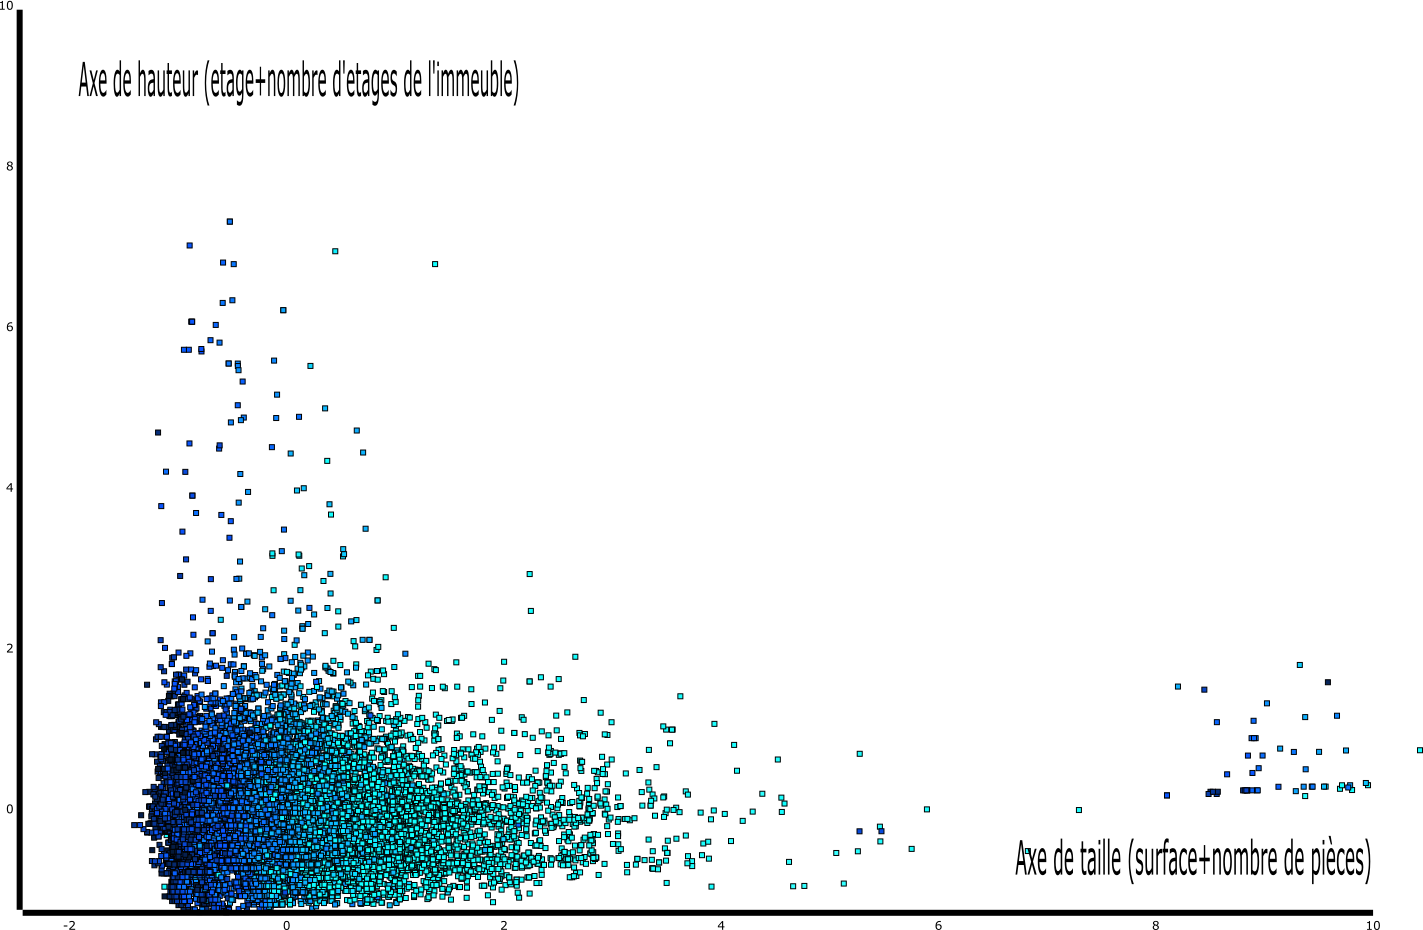 10
Axe de hauteur (etage+nombre d'etages de l'immeuble)
8
6
4
2
0
Axe de taille (surface+nombre de pièces)
-2 0 2 4 6 8 10